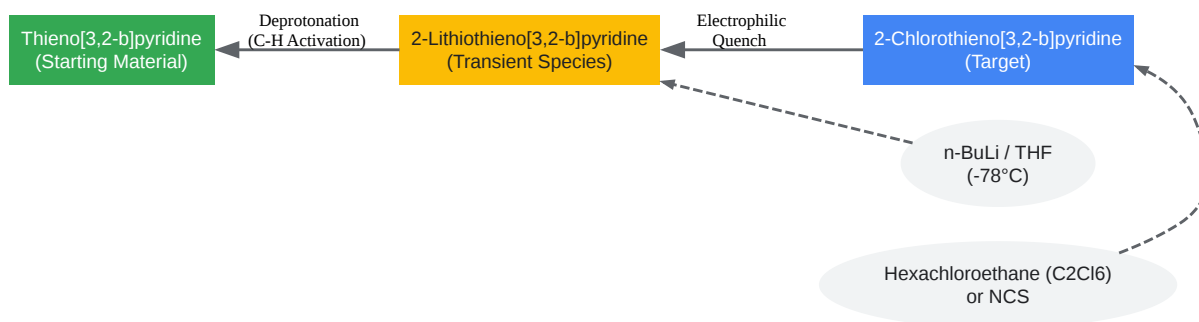 Thieno[3,2-b]pyridine
(Starting Material)
Deprotonation
(C-H Activation)
2-Lithiothieno[3,2-b]pyridine
(Transient Species)
Electrophilic
Quench
2-Chlorothieno[3,2-b]pyridine
(Target)
n-BuLi / THF
(-78°C)
Hexachloroethane (C2Cl6)
or NCS